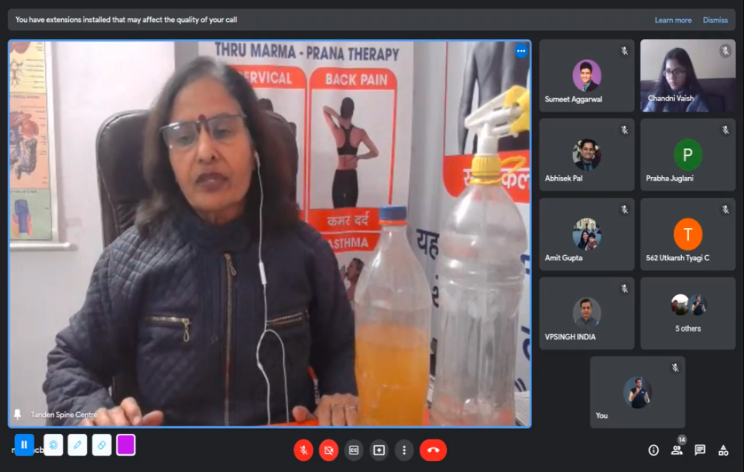 You have extensions installed that may affect the quality of your call
Learn more
Dismiss
THRU MARMA - PRANA THERAPY
BACK PAIN
कमर दर्द
ASTHMA
यह
Tanden Spine Centre
Sumeet Aggarwal
Chandni Vaish
Abhisek Pal
P
Prabha Juglani
Amit Gupta
T
562 Utkarsh Tyagi C
VPSINGH INDIA
5 others
You
14